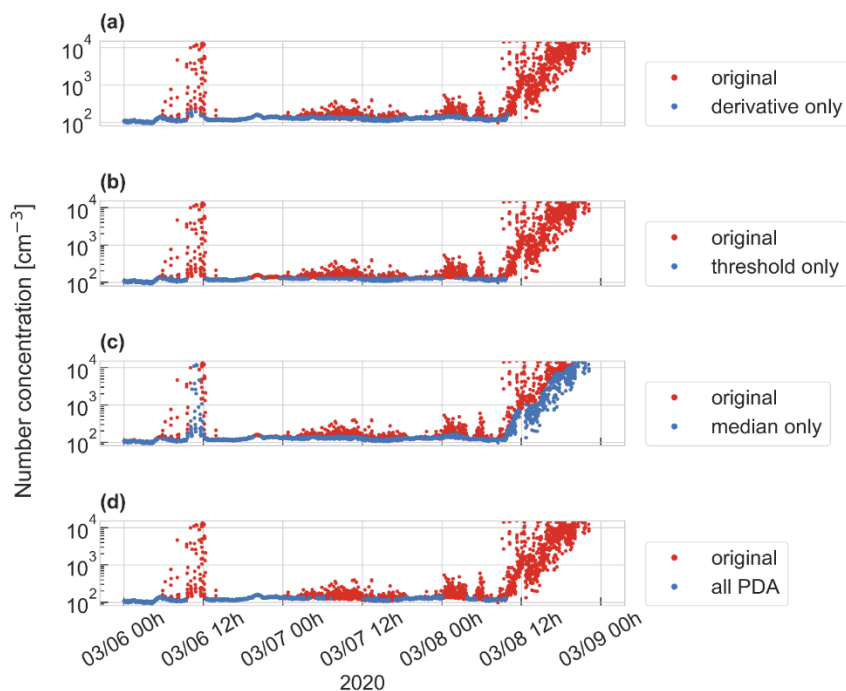 (a)
10⁴
10³
10²
original
derivative only
(b)
10⁴
10³
10²
original
threshold only
Number concentration [cm⁻³]
(c)
10⁴
10³
10²
original
median only
(d)
10⁴
10³
10²
original
all PDA
03/06 00h
03/06 12h
03/07 00h
03/07 12h
03/08 00h
03/08 12h
03/09 00h
2020